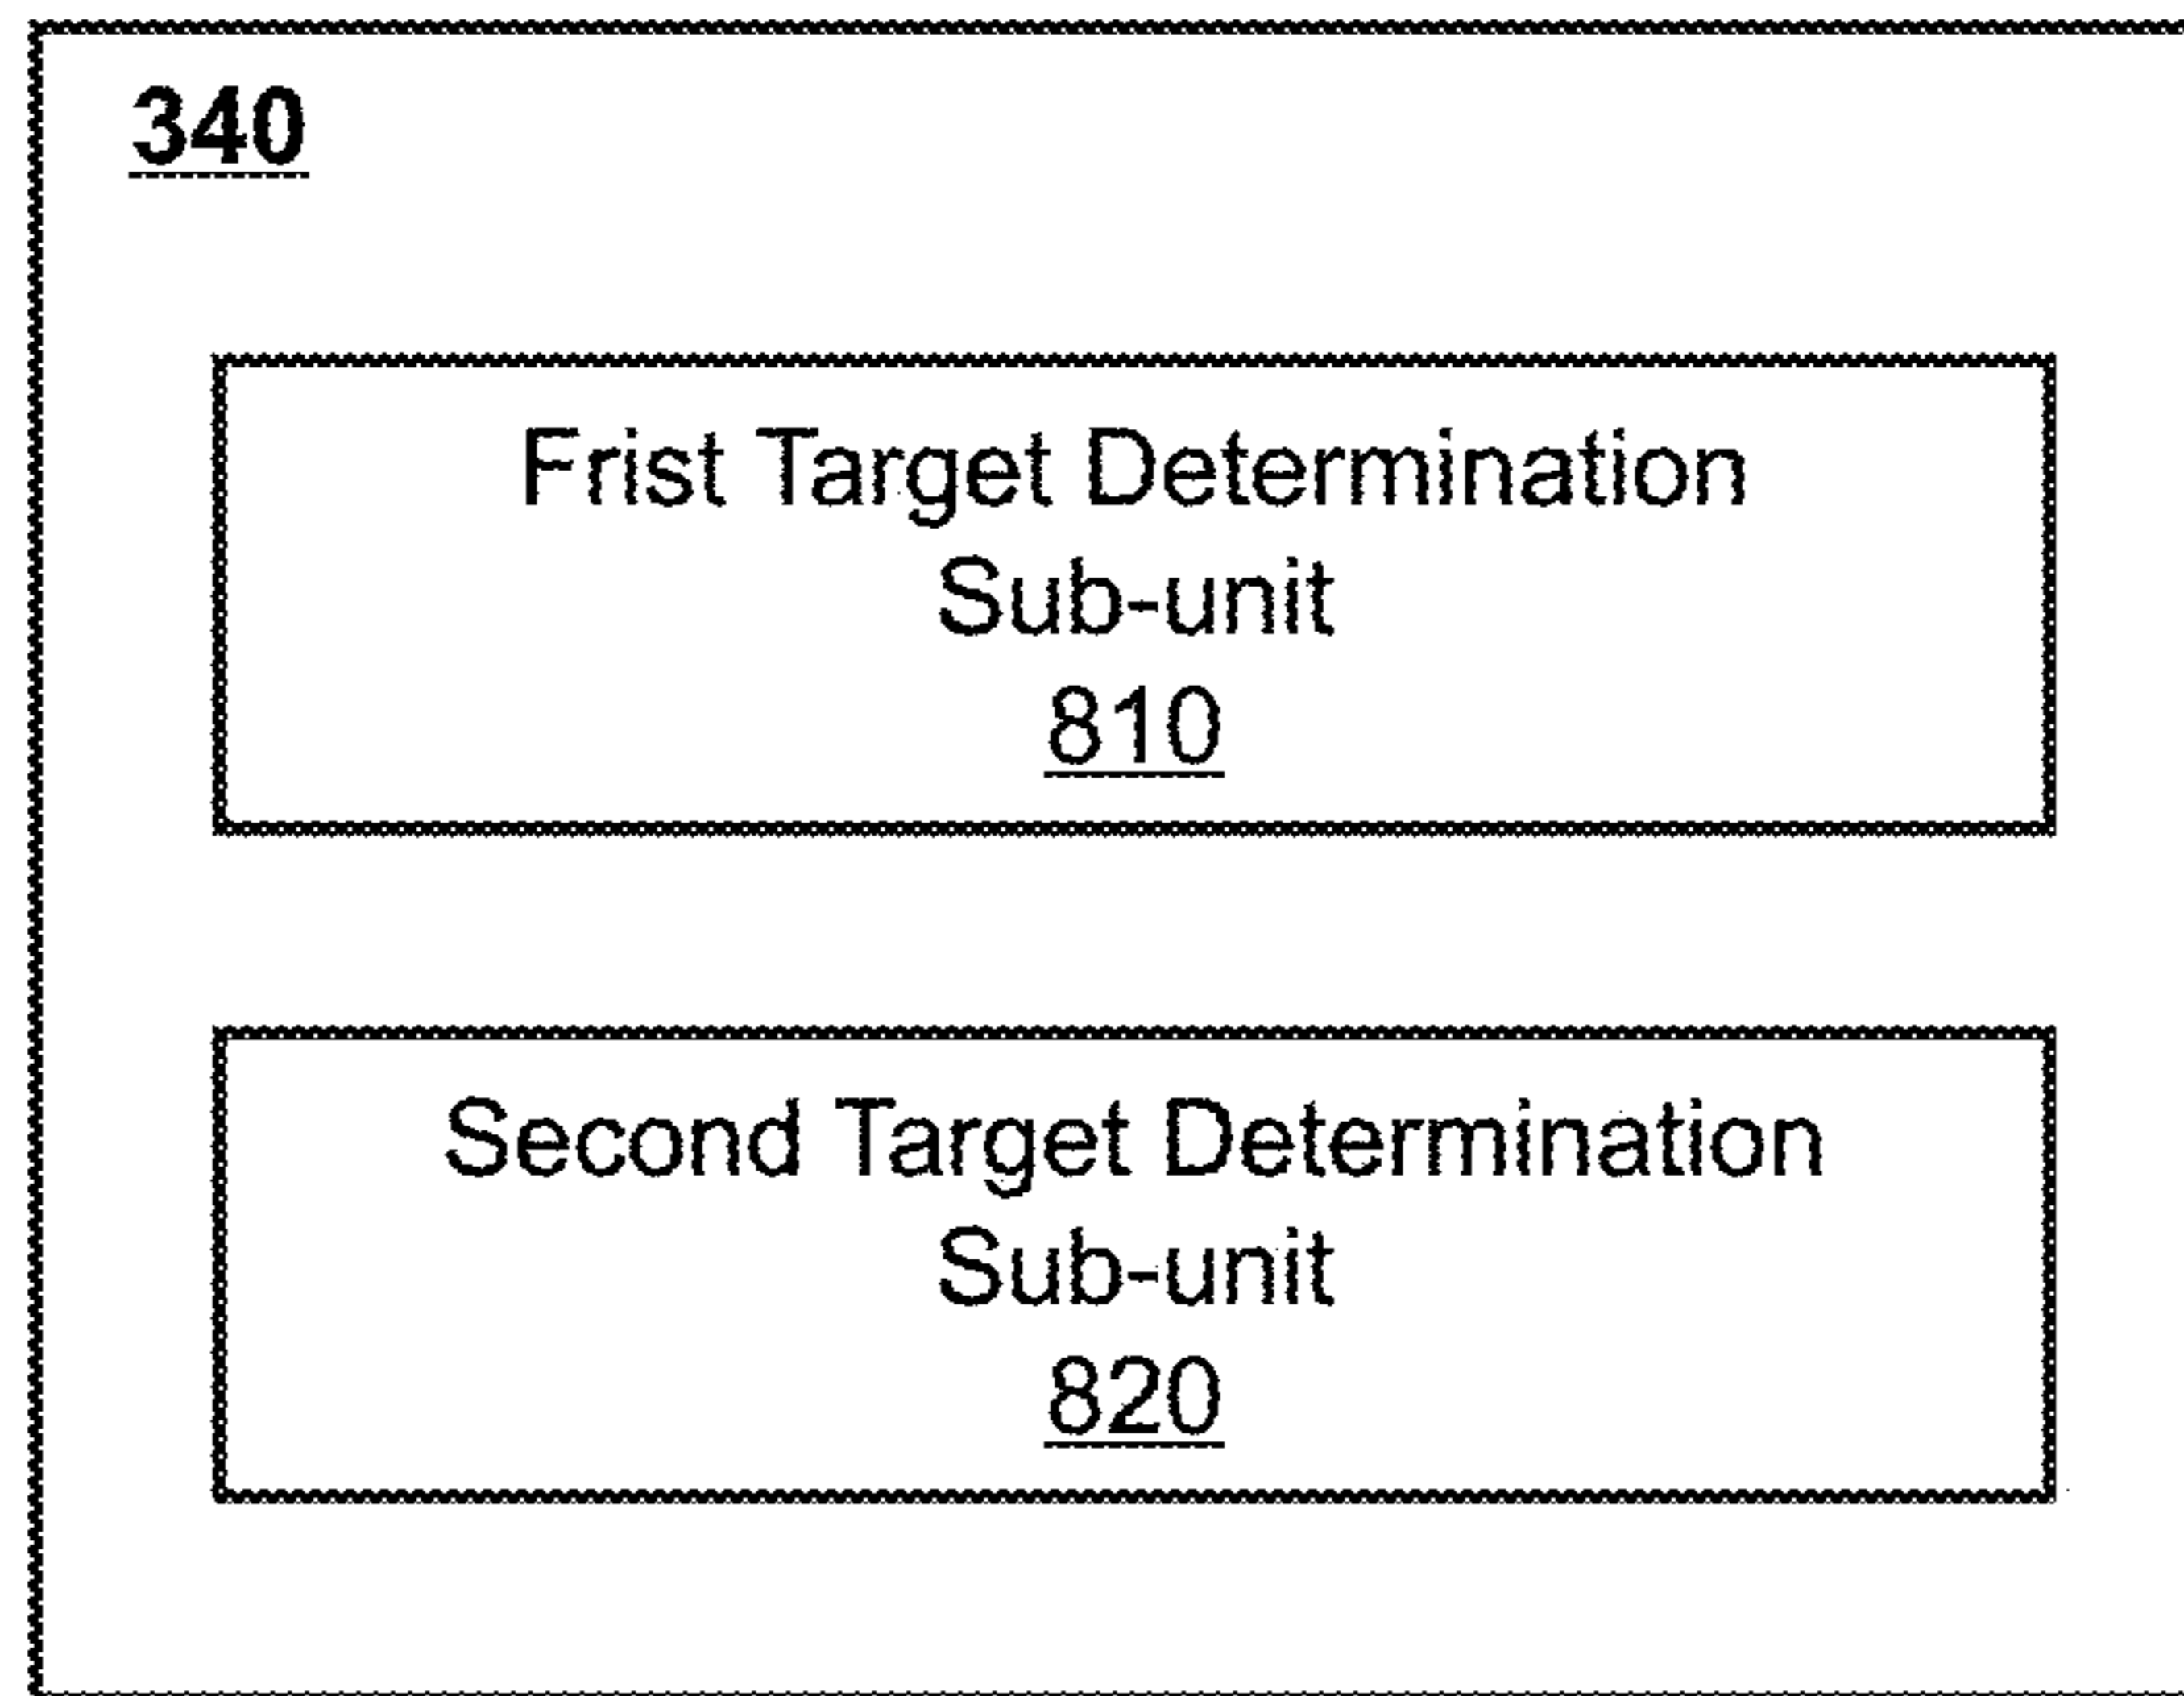 340
Frist Target Determination
Sub-unit
810
Second Target Determination
Sub-unit
820